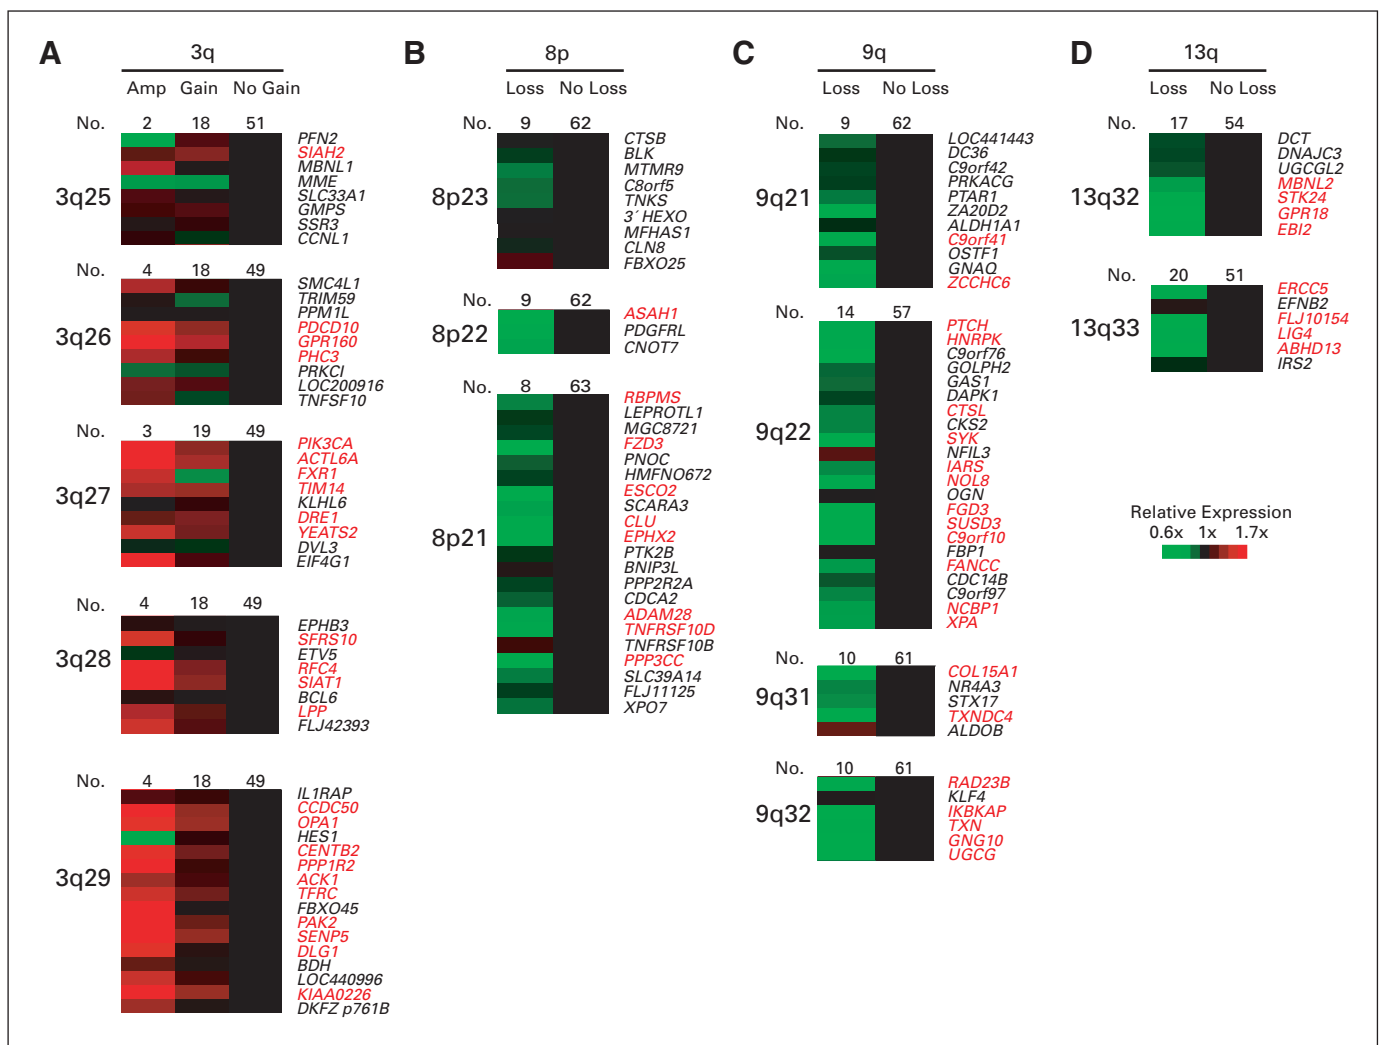 A
3q
Amp Gain No Gain
No. 2 18 51
3q25
PFN2
SIAH2
MBNL1
MME
SLC33A1
GMPS
SSR3
CCNL1
4 18 49
No.
3q26
SMC4L1
TRIM59
PPM1L
PDCD10
GPR160
PHC3
PRKCI
LOC200916
TNFSF10
No. 3 19 49
3q27
PIK3CA
ACTL6A
FXR1
TIM14
KLHL6
DRE1
YEATS2
DVL3
EIF4G1
No. 4 18 49
3q28
EPHB3
SFRS10
ETV5
RFC4
SIAT1
BCL6
LPP
FLJ42393
No. 4 18 49
3q29
IL1RAP
CCDC50
OPA1
HES1
CENTB2
PPP1R2
ACK1
TFRC
FBXO45
PAK2
SENP5
DLG1
BDH
LOC440996
KIAA0226
DKFZ p761B
B
8p
Loss No Loss
No. 9 62
8p23
CTSB
BLK
MTMR9
C8orf5
TNKS
3´HEXO
MFHAS1
CLN8
FBXO25
No. 9 62
8p22
ASAH1
PDGFRL
CNOT7
No. 8 63
8p21
RBPMS
LEPROTL1
MGC8721
FZD3
PNOC
HMFNO672
ESCO2
SCARA3
CLU
EPHX2
PTK2B
BNIP3L
PPP2R2A
CDCA2
ADAM28
TNFRSF10D
TNFRSF10B
PPP3CC
SLC39A14
FLJ11125
XPO7
C
9q
Loss No Loss
No. 9 62
9q21
LOC441443
DC36
C9orf42
PRKACG
PTAR1
ZA20D2
ALDH1A1
C9orf41
OSTF1
GNAQ
ZCCHC6
No. 14 57
9q22
PTCH
HNRPK
C9orf76
GOLPH2
GAS1
DAPK1
CTSL
CKS2
SYK
NFIL3
IARS
NOL8
OGN
FGD3
SUSD3
C9orf10
FBP1
FANCC
CDC14B
C9orf97
NCBP1
XPA
No. 10 61
9q31
COL15A1
NR4A3
STX17
TXNDC4
ALDOB
No. 10 61
9q32
RAD23B
KLF4
IKBKAP
TXN
GNG10
UGCG
D
13q
Loss No Loss
No. 17 54
13q32
DCT
DNAJC3
UGCGL2
MBNL2
STK24
GPR18
EBI2
No. 20 51
13q33
ERCC5
EFNB2
FLJ10154
LIG4
ABHD13
IRS2
Relative Expression
0.6x 1x 1.7x